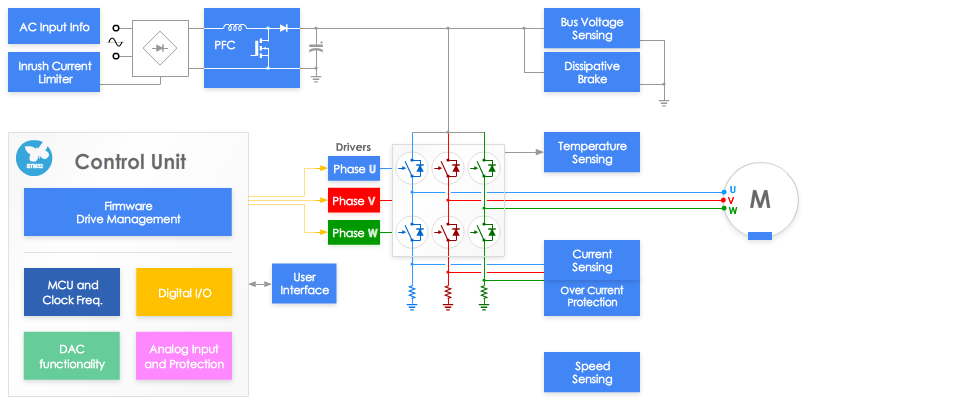 AC Input Info
Inrush Current
Limiter
PFC
Bus Voltage
Sensing
Dissipative
Brake
STM32
Control Unit
Firmware
Drive Management
MCU and
Clock Freq.
Digital I/O
DAC
functionality
Analog Input
and Protection
User
Interface
Drivers
Phase U
Phase V
Phase W
Temperature
Sensing
U
V
W
M
Current
Sensing
Over Current
Protection
Speed
Sensing